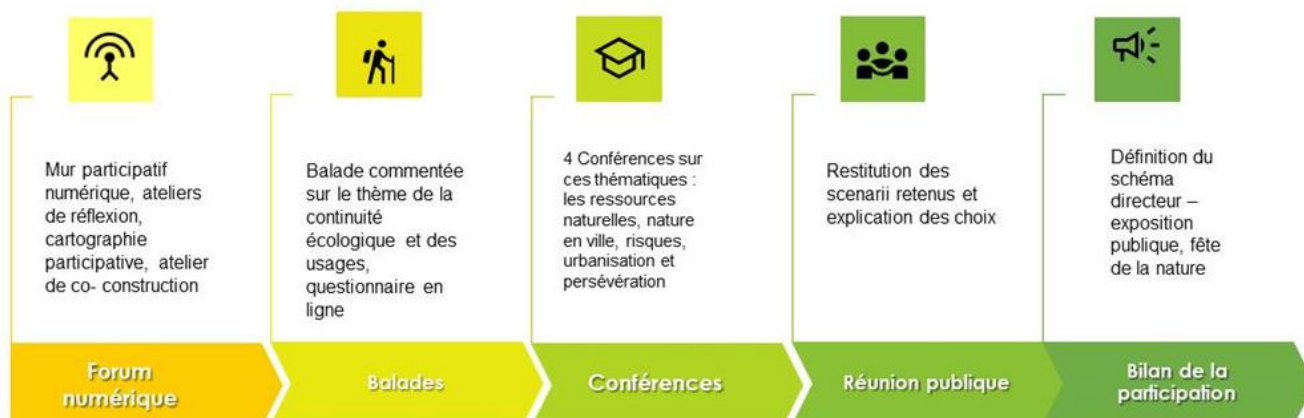 Mur participatif
numérique, ateliers
de réflexion,
cartographie
participative, atelier
de co- construction
Forum
numérique
Balade commentée
sur le thème de la
continuité
écologique et des
usages,
questionnaire en
ligne
Balades
4 Conférences sur
ces thématiques :
les ressources
naturelles, nature
en ville, risques,
urbanisation et
persévération
Conférences
Restitution des
scenarii retenus et
explication des choix
Réunion publique
Définition du
schéma
directeur –
exposition
publique, fête
de la nature
Bilan de la
participation